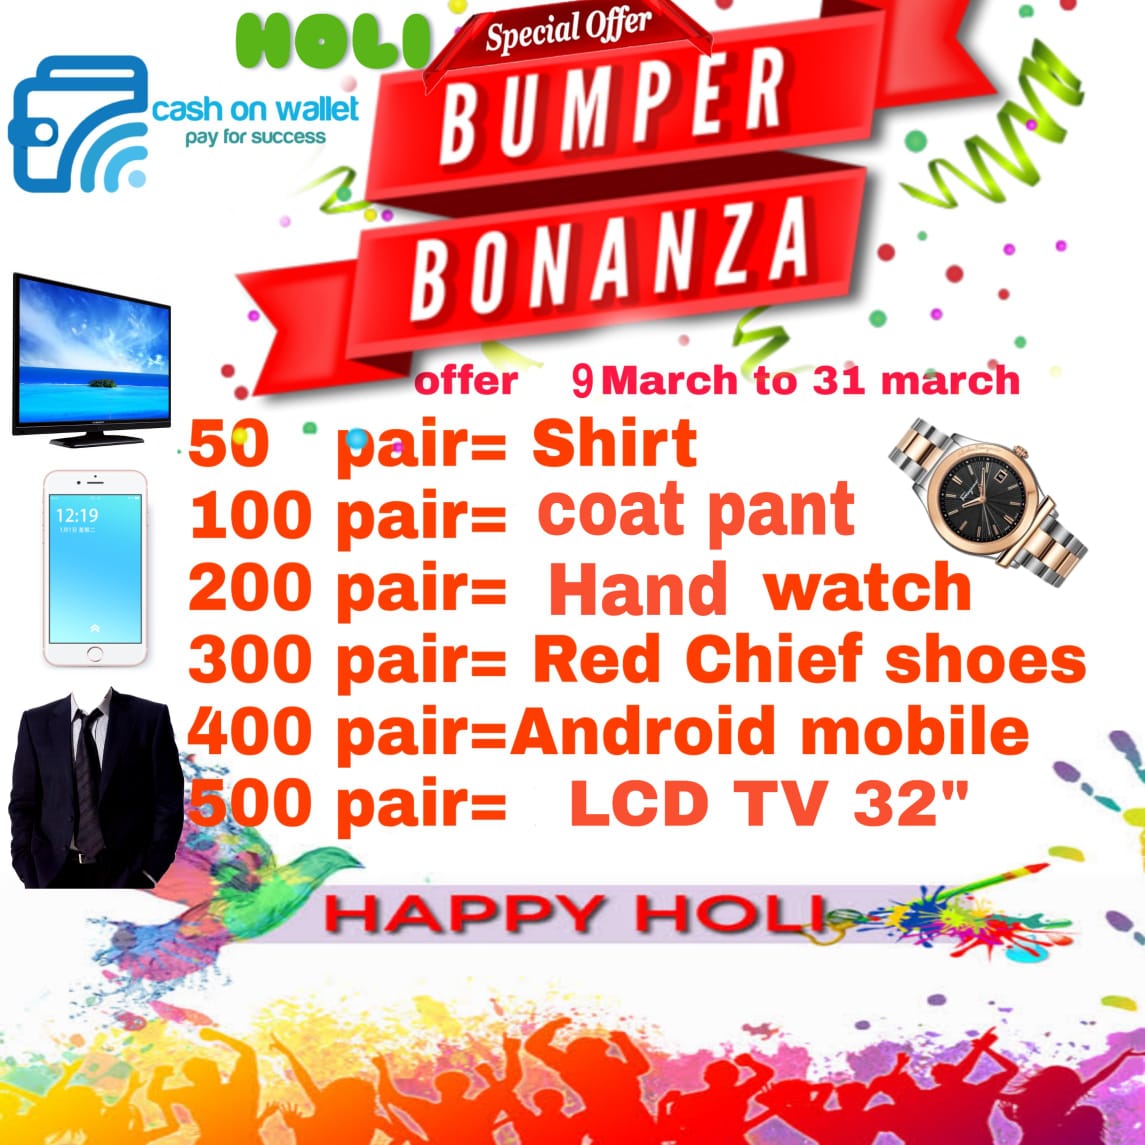 HOLI
Special Offer
cash on wallet
pay for success
BUMPER
BONANZA
offer 9 March to 31 march
50 pair= Shirt
100 pair= coat pant
200 pair= Hand watch
300 pair= Red Chief shoes
400 pair=Android mobile
500 pair= LCD TV 32"
12:19
HAPPY HOLI